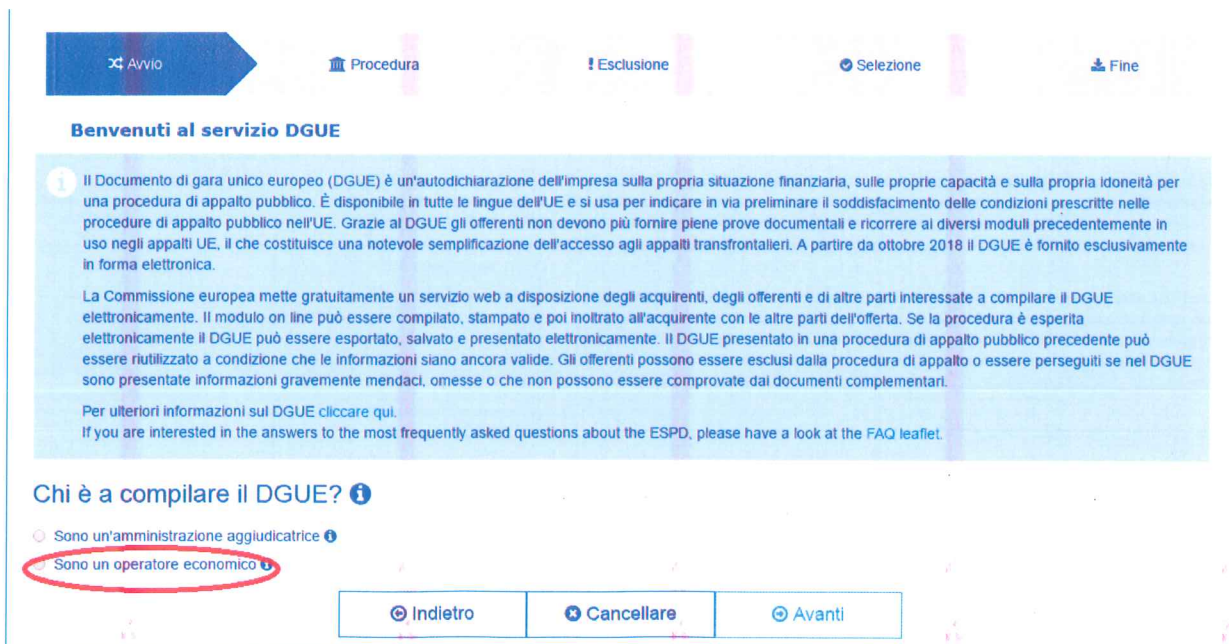 Avvio Procedura Esclusione Selezione Fine
Benvenuti al servizio DGUE
Il Documento di gara unico europeo (DGUE) è un'autodichiarazione dell'impresa sulla propria situazione finanziaria, sulle proprie capacità e sulla propria idoneità per
una procedura di appalto pubblico. È disponibile in tutte le lingue dell'UE e si usa per indicare in via preliminare il soddisfacimento delle condizioni prescritte nelle
procedure di appalto pubblico nell'UE. Grazie al DGUE gli offerenti non devono più fornire piene prove documentali e ricorrere ai diversi moduli precedentemente in
uso negli appalti UE, il che costituisce una notevole semplificazione dell'accesso agli appalti transfrontalieri. A partire da ottobre 2018 il DGUE è fornito esclusivamente
in forma elettronica.
La Commissione europea mette gratuitamente un servizio web a disposizione degli acquirenti, degli offerenti e di altre parti interessate a compilare il DGUE
elettronicamente. Il modulo on line può essere compilato, stampato e poi inoltrato all'acquirente con le altre parti dell'offerta. Se la procedura è esperita
elettronicamente il DGUE può essere esportato, salvato e presentato elettronicamente. Il DGUE presentato in una procedura di appalto pubblico precedente può
essere riutilizzato a condizione che le informazioni siano ancora valide. Gli offerenti possono essere esclusi dalla procedura di appalto o essere perseguiti se nel DGUE
sono presentate informazioni gravemente mendaci, omesse o che non possono essere comprovate dai documenti complementari.
Per ulteriori informazioni sul DGUE cliccare qui.
If you are interested in the answers to the most frequently asked questions about the ESPD, please have a look at the FAQ leaflet.
Chi è a compilare il DGUE?
Sono un'amministrazione aggiudicatrice
Sono un operatore economico
Indietro Cancellare Avanti